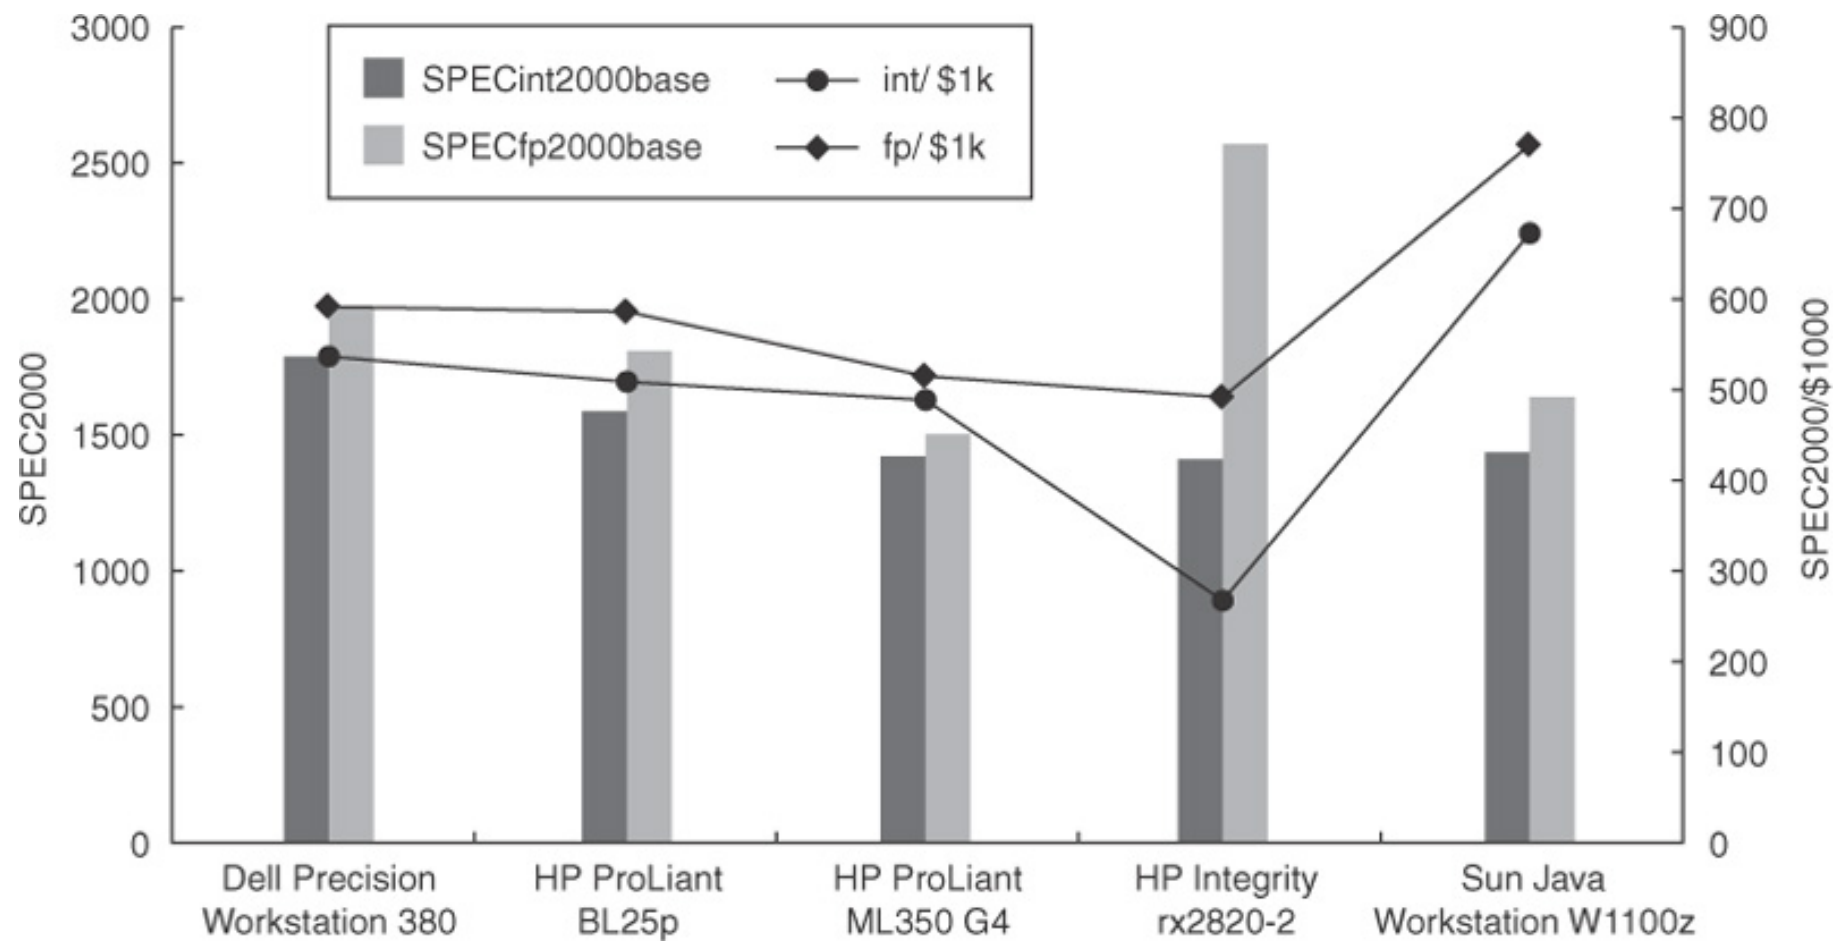 3000
2500
2000
1500
1000
500
0
SPEC2000
SPECint2000base
int/ $1k
SPECfp2000base
fp/ $1k
900
800
700
600
500
400
300
200
100
0
SPEC2000/$1000
Dell Precision
Workstation 380
HP ProLiant
BL25p
HP ProLiant
ML350 G4
HP Integrity
rx2820-2
Sun Java
Workstation W1100z